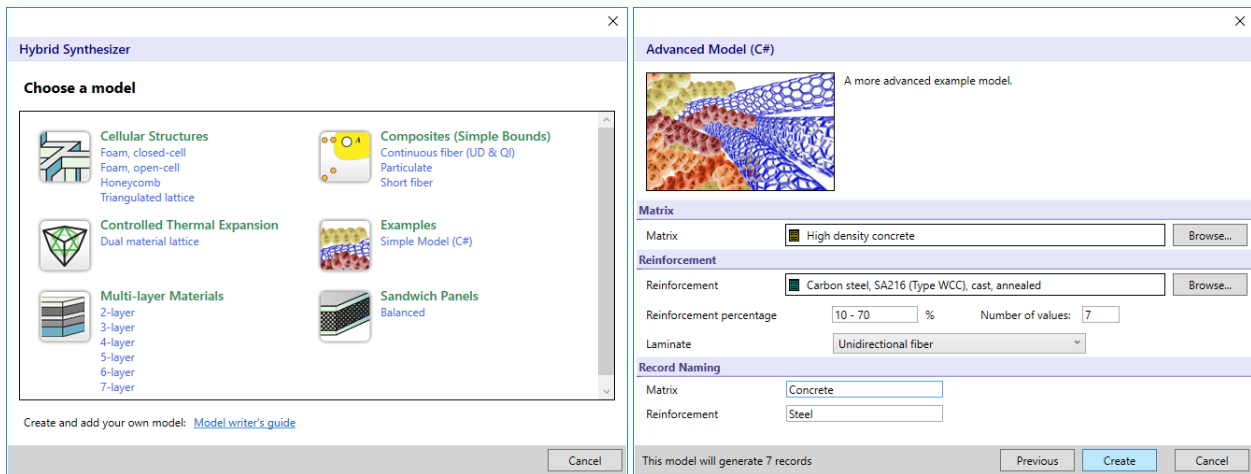 Hybrid Synthesizer
Choose a model
Cellular Structures
Foam, closed-cell
Foam, open-cell
Honeycomb
Triangulated lattice
Composites (Simple Bounds)
Continuous fiber (UD & QI)
Particulate
Short fiber
Controlled Thermal Expansion
Dual material lattice
Examples
Simple Model (C#)
Multi-layer Materials
2-layer
3-layer
4-layer
5-layer
6-layer
7-layer
Sandwich Panels
Balanced
Create and add your own model: Model writer's guide
Cancel
Advanced Model (C#)
A more advanced example model.
Matrix
Matrix High density concrete Browse...
Reinforcement
Reinforcement Carbon steel, SA216 (Type WCC), cast, annealed Browse...
Reinforcement percentage 10 - 70 % Number of values: 7
Laminate Unidirectional fiber
Record Naming
Matrix Concrete
Reinforcement Steel
This model will generate 7 records Previous Create Cancel